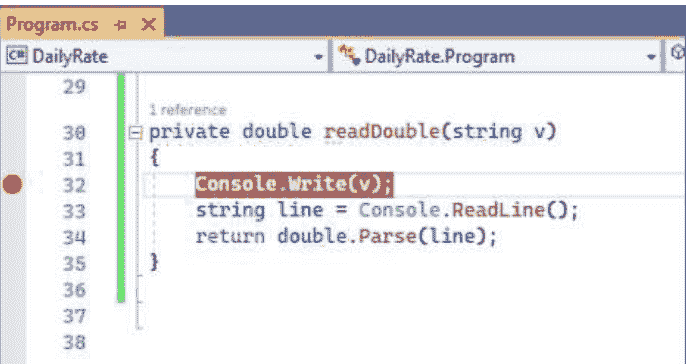 Program.cs
C# DailyRate DailyRate.Program
29
1 reference
30 private double readDouble(string v)
31 {
32 Console.Write(v);
33 string line = Console.ReadLine();
34 return double.Parse(line);
35 }
36
37
38